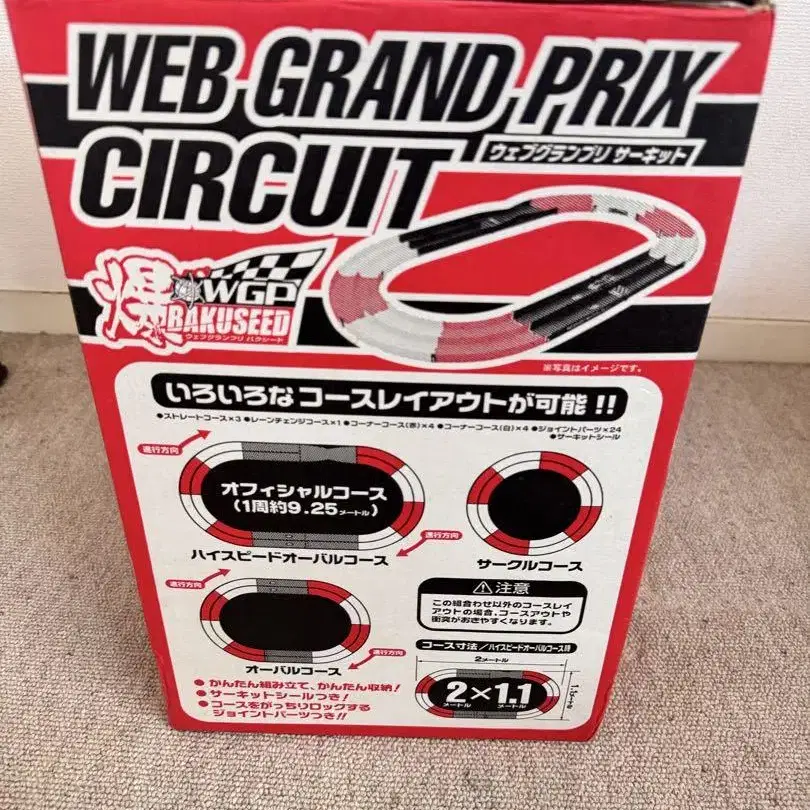 WEB GRAND PRIX
CIRCUIT
ウェブグランプリ サーキット
爆
WGP
BAKUSEED
ウェブグランプリ バクシード
※写真はイメージです。
いろいろなコースレイアウトが可能!!
●ストレートコース×3 ●レーンチェンジコース×1 ●コーナーコース(赤)×4 ●コーナーコース(白)×4 ●ジョイントパーツ×24
●サーキットシール
進行方向
オフィシャルコース
(1周約9.25メートル)
進行方向
ハイスピードオーバルコース
サークルコース
進行方向
進行方向
オーバルコース
⚠注意
この組合わせ以外のコースレイ
アウトの場合、コースアウトや
衝突がおきやすくなります。
コース寸法/ハイスピードオーバルコース時
2メートル
2×1.1
メートル メートル
1.1メートル
●かんたん組み立て、かんたん収納!
●サーキットシールつき!
●コースをがっちりロックする
ジョイントパーツつき!!